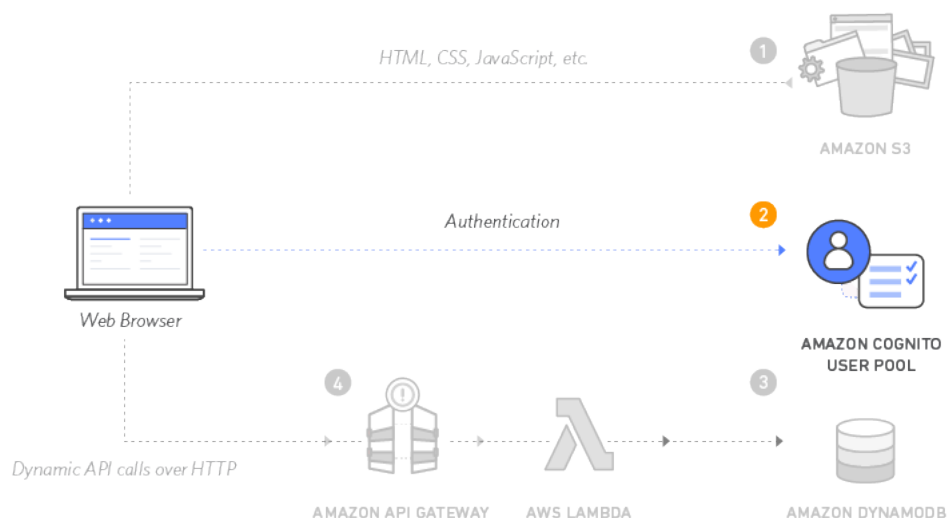 HTML, CSS, JavaScript, etc.
1
AMAZON S3
Authentication
2
Web Browser
AMAZON COGNITO
USER POOL
4
3
Dynamic API calls over HTTP
AMAZON API GATEWAY
AWS LAMBDA
AMAZON DYNAMODB